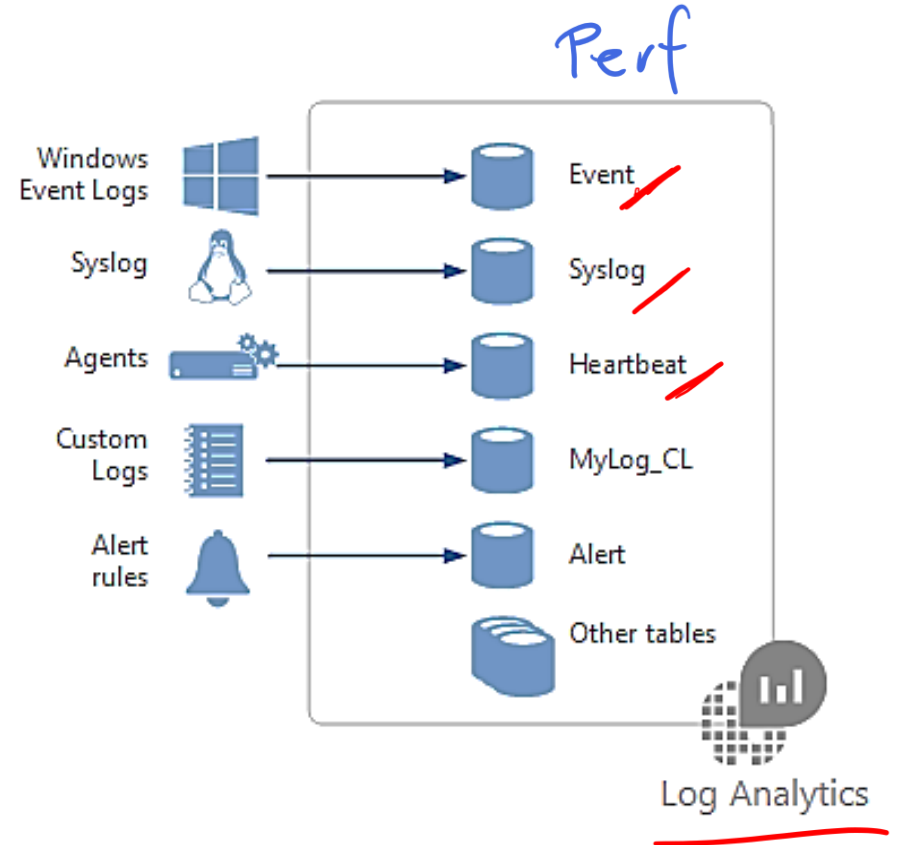 Perf
Windows
Event Logs
Event
Syslog
Syslog
Agents
Heartbeat
Custom
Logs
MyLog_CL
Alert
rules
Alert
Other tables
Log Analytics